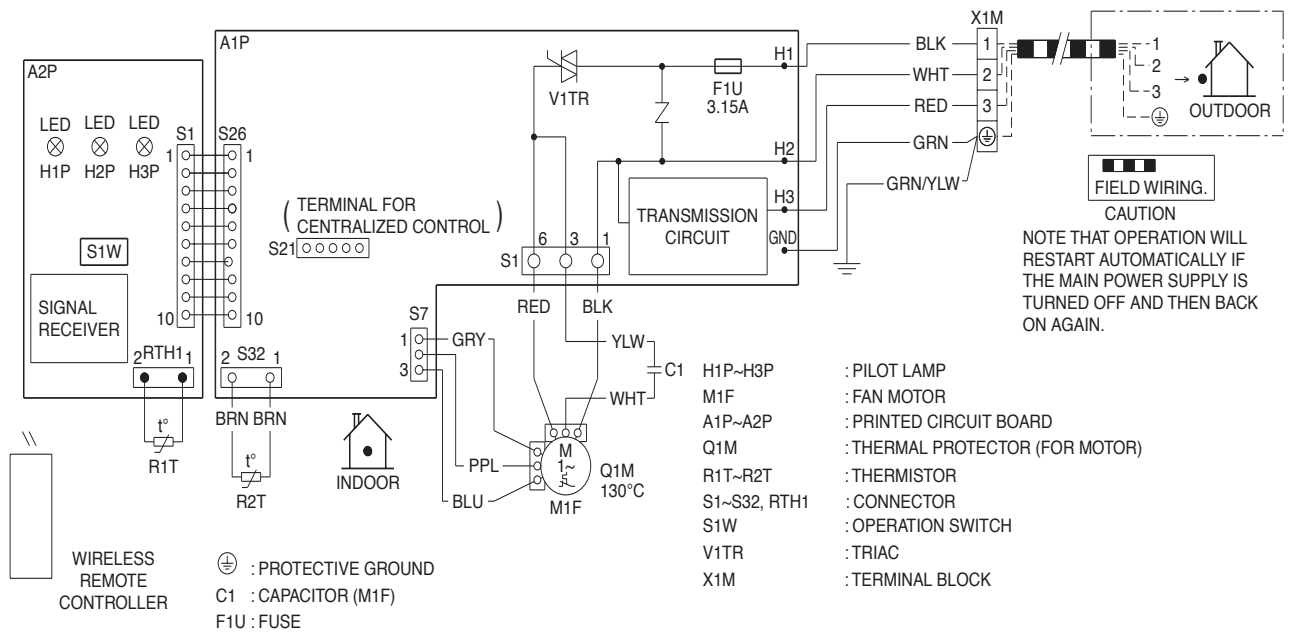 A1P
A2P
LED LED LED
H1P H2P H3P
S1 S26
1 1
10 10
S1W
SIGNAL
RECEIVER
RTH1
2 1
S32
2 1
BRN BRN
t°
R1T
t°
R2T
( TERMINAL FOR
CENTRALIZED CONTROL )
S21
V1TR
F1U
3.15A
H1
H2
H3
GND
TRANSMISSION
CIRCUIT
S1 6 3 1
RED BLK
YLW
C1
WHT
S7
1
3
GRY
PPL
BLU
M
1~
M1F
Q1M
130°C
INDOOR
X1M
BLK 1
WHT 2
RED 3
GRN
GRN/YLW
1
2
3
OUTDOOR
FIELD WIRING.
CAUTION
NOTE THAT OPERATION WILL
RESTART AUTOMATICALLY IF
THE MAIN POWER SUPPLY IS
TURNED OFF AND THEN BACK
ON AGAIN.
WIRELESS
REMOTE
CONTROLLER
: PROTECTIVE GROUND
C1 : CAPACITOR (M1F)
F1U : FUSE
H1P~H3P : PILOT LAMP
M1F : FAN MOTOR
A1P~A2P : PRINTED CIRCUIT BOARD
Q1M : THERMAL PROTECTOR (FOR MOTOR)
R1T~R2T : THERMISTOR
S1~S32, RTH1 : CONNECTOR
S1W : OPERATION SWITCH
V1TR : TRIAC
X1M : TERMINAL BLOCK